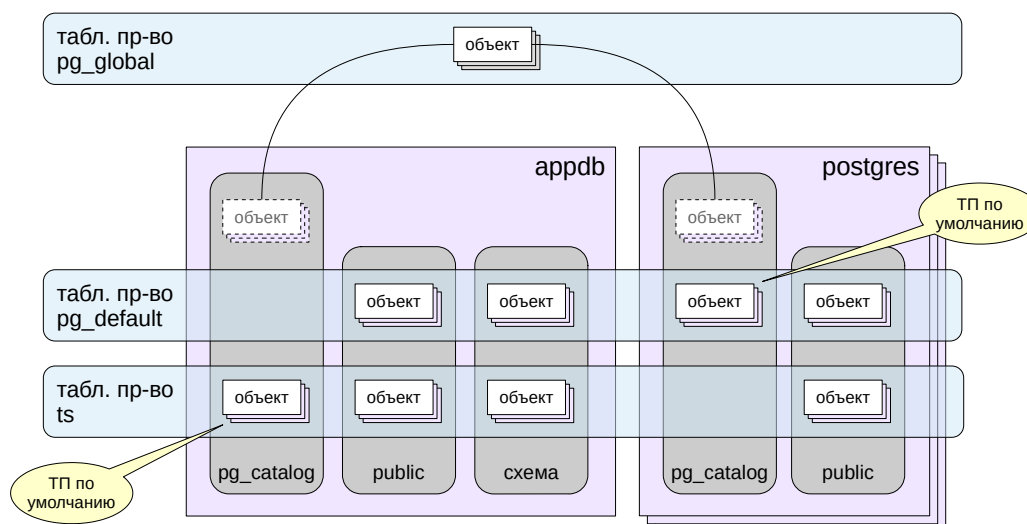 табл. пр-во
pg_global
объект
appdb
postgres
объект
объект
ТП по
умолчанию
табл. пр-во
pg_default
объект
объект
объект
объект
табл. пр-во
ts
объект
объект
объект
объект
pg_catalog
public
схема
pg_catalog
public
ТП по
умолчанию